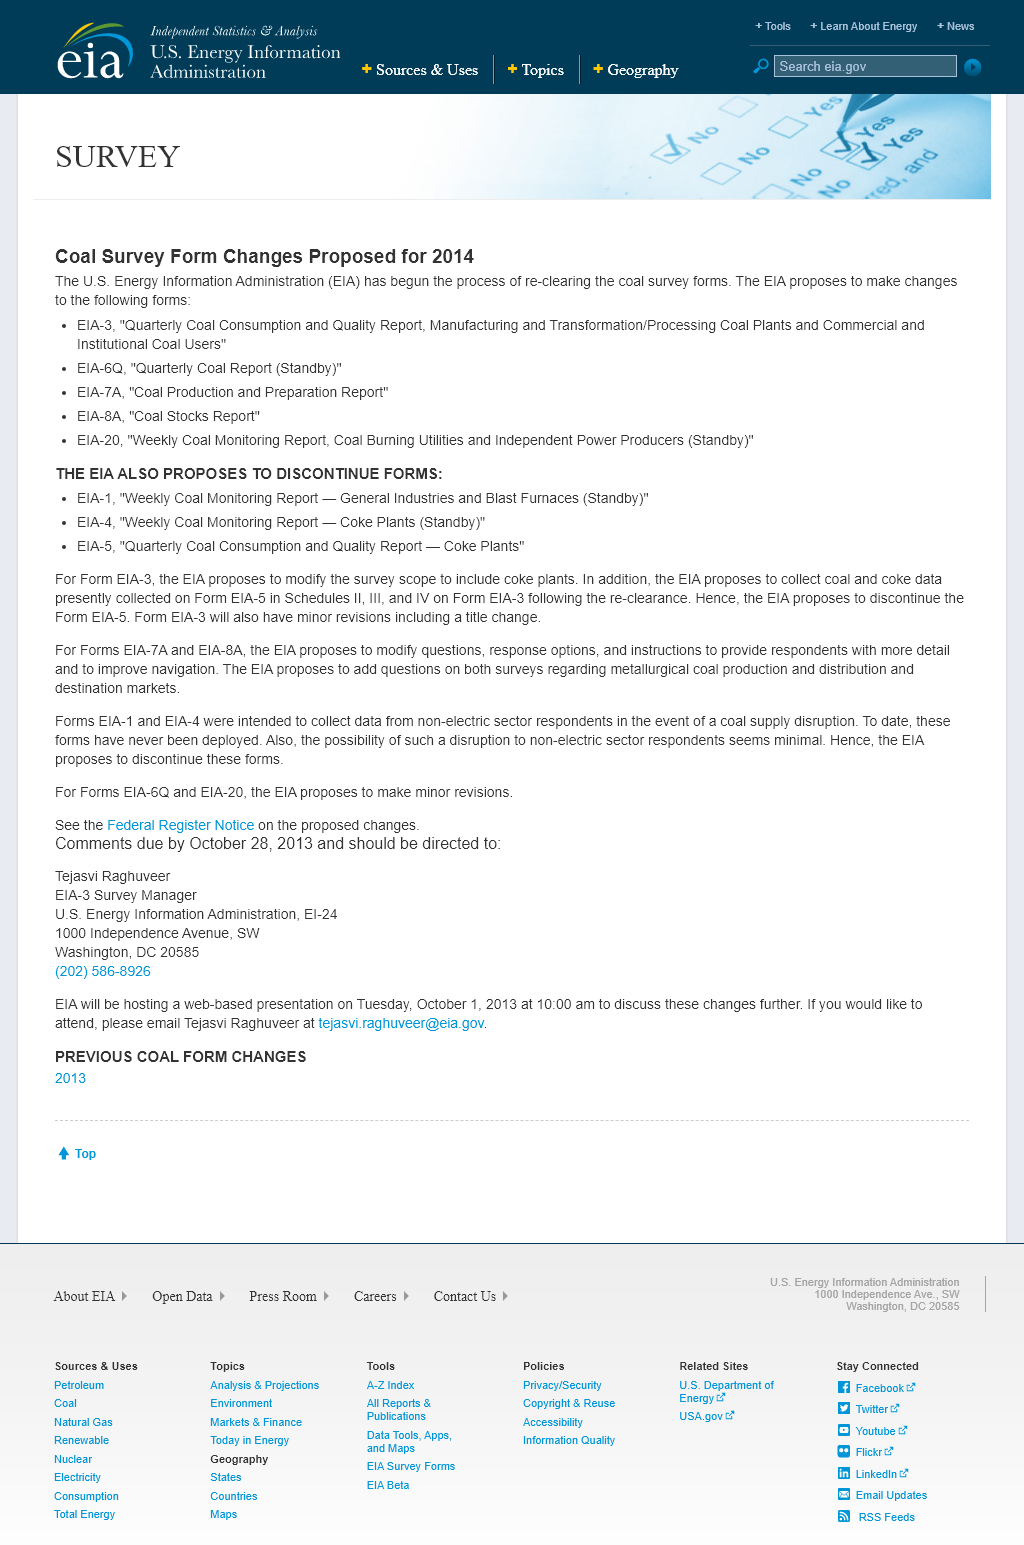 Independent Statistics & Analysis
eia U.S. Energy Information
Administration
+ Tools + Learn About Energy + News
+ Sources & Uses + Topics + Geography
Search eia.gov
SURVEY
No Yes
No Yes
No Yes
No
rred, and
Coal Survey Form Changes Proposed for 2014
The U.S. Energy Information Administration (EIA) has begun the process of re-clearing the coal survey forms. The EIA proposes to make changes
to the following forms:
• EIA-3, "Quarterly Coal Consumption and Quality Report, Manufacturing and Transformation/Processing Coal Plants and Commercial and
Institutional Coal Users"
• EIA-6Q, "Quarterly Coal Report (Standby)"
• EIA-7A, "Coal Production and Preparation Report"
• EIA-8A, "Coal Stocks Report"
• EIA-20, "Weekly Coal Monitoring Report, Coal Burning Utilities and Independent Power Producers (Standby)"
THE EIA ALSO PROPOSES TO DISCONTINUE FORMS:
• EIA-1, "Weekly Coal Monitoring Report — General Industries and Blast Furnaces (Standby)"
• EIA-4, "Weekly Coal Monitoring Report — Coke Plants (Standby)"
• EIA-5, "Quarterly Coal Consumption and Quality Report — Coke Plants"
For Form EIA-3, the EIA proposes to modify the survey scope to include coke plants. In addition, the EIA proposes to collect coal and coke data
presently collected on Form EIA-5 in Schedules II, III, and IV on Form EIA-3 following the re-clearance. Hence, the EIA proposes to discontinue the
Form EIA-5. Form EIA-3 will also have minor revisions including a title change.
For Forms EIA-7A and EIA-8A, the EIA proposes to modify questions, response options, and instructions to provide respondents with more detail
and to improve navigation. The EIA proposes to add questions on both surveys regarding metallurgical coal production and distribution and
destination markets.
Forms EIA-1 and EIA-4 were intended to collect data from non-electric sector respondents in the event of a coal supply disruption. To date, these
forms have never been deployed. Also, the possibility of such a disruption to non-electric sector respondents seems minimal. Hence, the EIA
proposes to discontinue these forms.
For Forms EIA-6Q and EIA-20, the EIA proposes to make minor revisions.
See the Federal Register Notice on the proposed changes.
Comments due by October 28, 2013 and should be directed to:
Tejasvi Raghuveer
EIA-3 Survey Manager
U.S. Energy Information Administration, EI-24
1000 Independence Avenue, SW
Washington, DC 20585
(202) 586-8926
EIA will be hosting a web-based presentation on Tuesday, October 1, 2013 at 10:00 am to discuss these changes further. If you would like to
attend, please email Tejasvi Raghuveer at tejasvi.raghuveer@eia.gov.
PREVIOUS COAL FORM CHANGES
2013
Top
About EIA Open Data Press Room Careers Contact Us
U.S. Energy Information Administration
1000 Independence Ave., SW
Washington, DC 20585
Sources & Uses
Petroleum
Coal
Natural Gas
Renewable
Nuclear
Electricity
Consumption
Total Energy
Topics
Analysis & Projections
Environment
Markets & Finance
Today in Energy
Geography
States
Countries
Maps
Tools
A-Z Index
All Reports &
Publications
Data Tools, Apps,
and Maps
EIA Survey Forms
EIA Beta
Policies
Privacy/Security
Copyright & Reuse
Accessibility
Information Quality
Related Sites
U.S. Department of
Energy
USA.gov
Stay Connected
Facebook
Twitter
Youtube
Flickr
LinkedIn
Email Updates
RSS Feeds